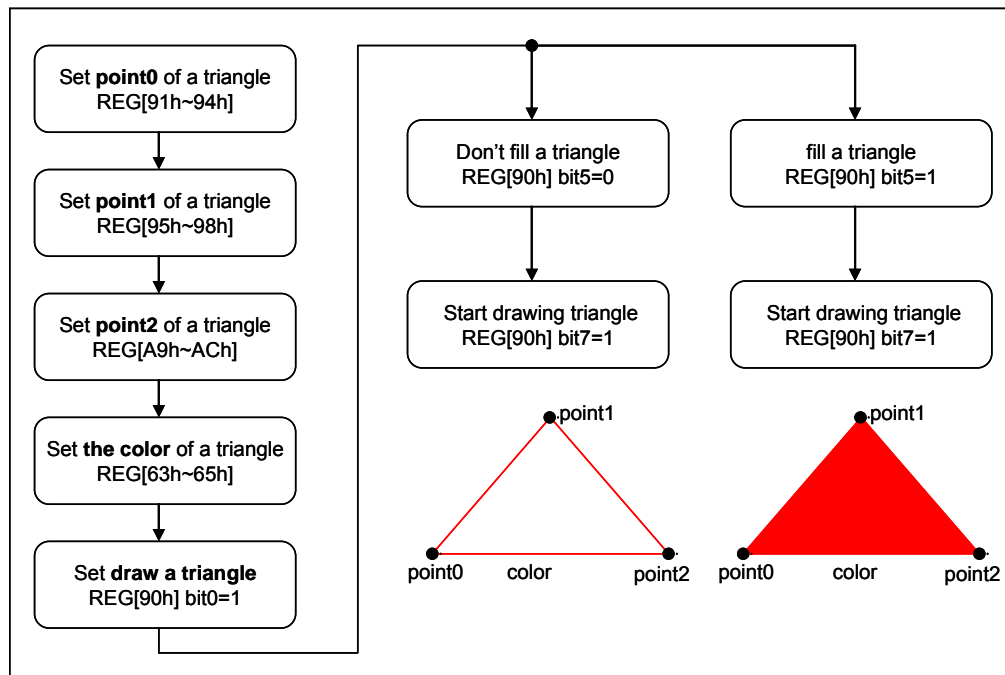 Set point0 of a triangle
REG[91h~94h]
Set point1 of a triangle
REG[95h~98h]
Set point2 of a triangle
REG[A9h~ACh]
Set the color of a triangle
REG[63h~65h]
Set draw a triangle
REG[90h] bit0=1
Don’t fill a triangle
REG[90h] bit5=0
Start drawing triangle
REG[90h] bit7=1
point1
point0
color
point2
fill a triangle
REG[90h] bit5=1
Start drawing triangle
REG[90h] bit7=1
point1
point0
color
point2